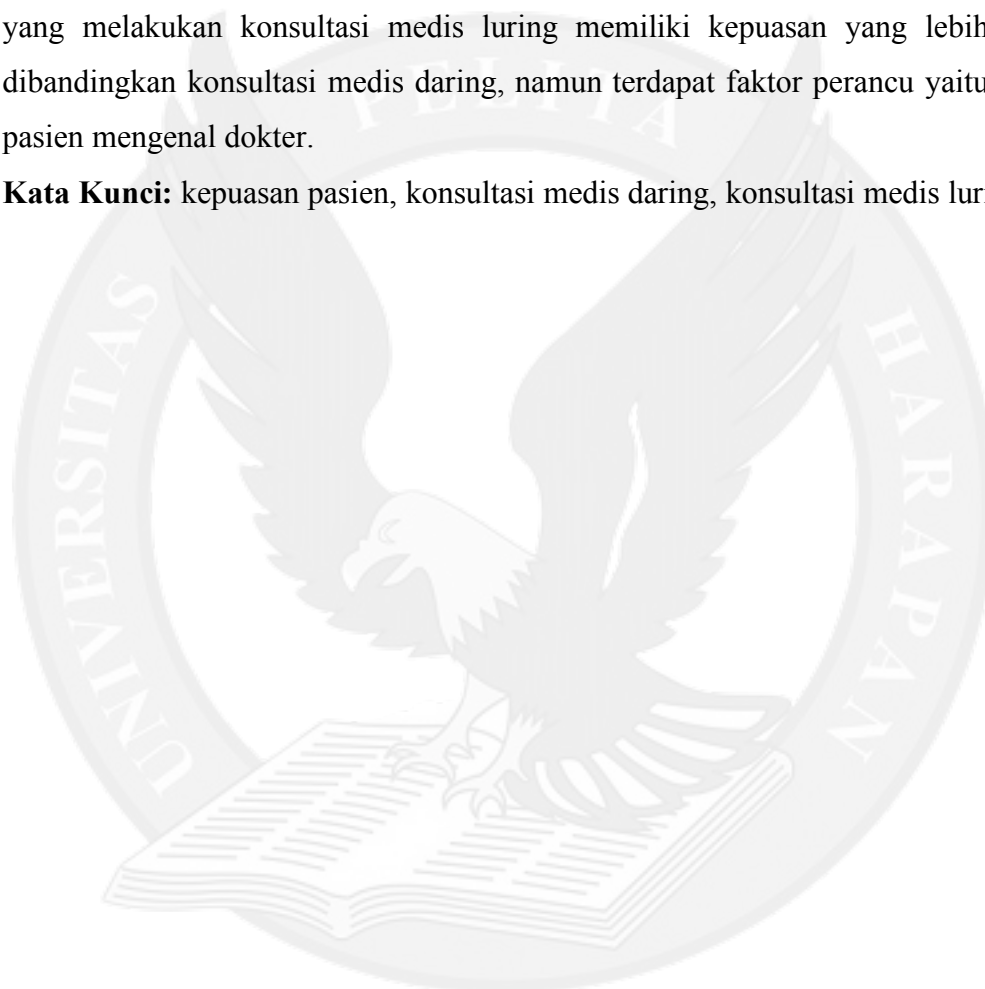 yang melakukan konsultasi medis luring memiliki kepuasan yang lebih
dibandingkan konsultasi medis daring, namun terdapat faktor perancu yaitu
pasien mengenal dokter.
Kata Kunci: kepuasan pasien, konsultasi medis daring, konsultasi medis luri
UNIVERSITAS
PELITA
HARAPAN